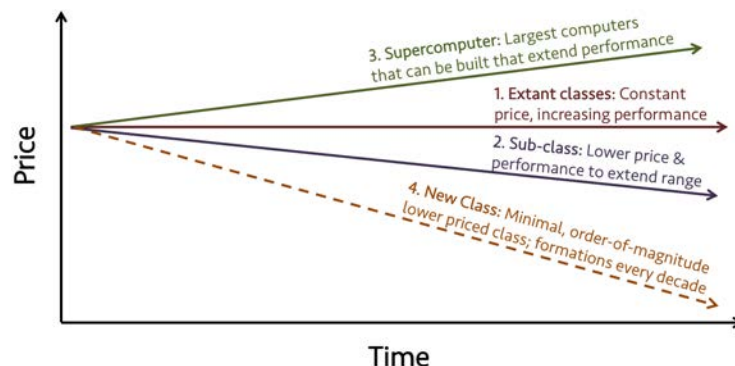 3. Supercomputer: Largest computers
that can be built that extend performance
1. Extant classes: Constant
price, increasing performance
2. Sub-class: Lower price &
performance to extend range
4. New Class: Minimal, order-of-magnitude
lower priced class; formations every decade
Price
Time